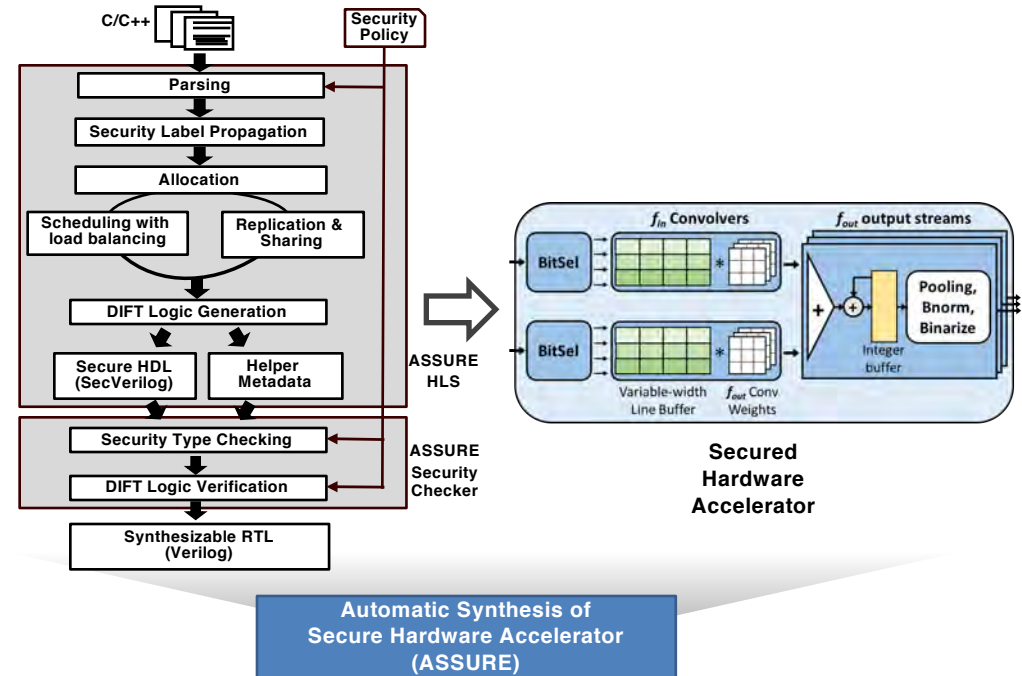 C/C++
Security
Policy
Parsing
Security Label Propagation
Allocation
Scheduling with
load balancing
Replication &
Sharing
DIFT Logic Generation
Secure HDL
(SecVerilog)
Helper
Metadata
ASSURE
HLS
Security Type Checking
DIFT Logic Verification
ASSURE
Security
Checker
Synthesizable RTL
(Verilog)
fin Convolvers
fout output streams
BitSel
*
+
+
Pooling,
Bnorm,
Binarize
Integer
buffer
BitSel
*
Variable-width
Line Buffer
fout Conv
Weights
Secured
Hardware
Accelerator
Automatic Synthesis of
Secure Hardware Accelerator
(ASSURE)